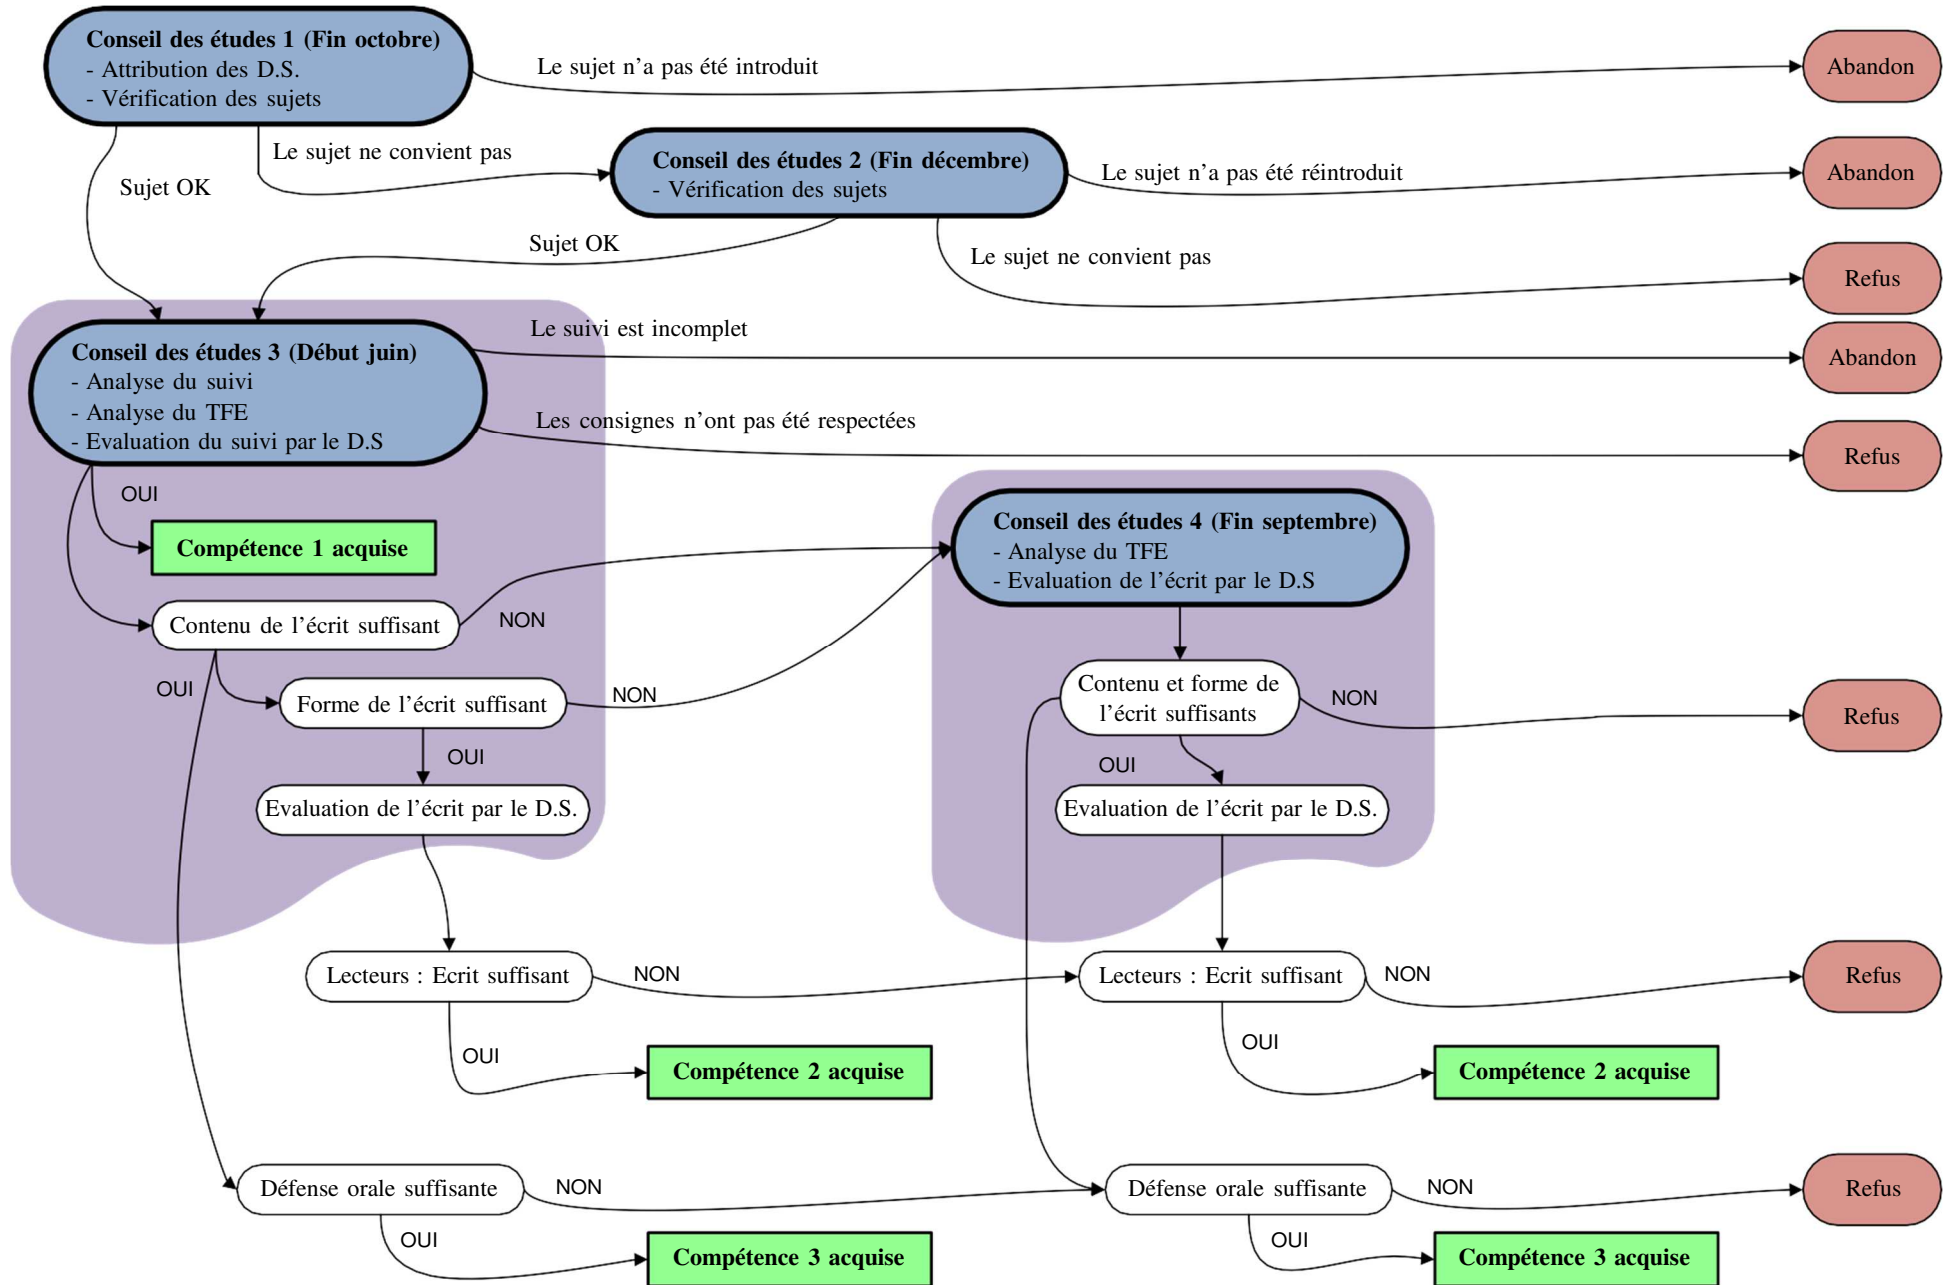 Conseil des études 1 (Fin octobre)
- Attribution des D.S.
- Vérification des sujets
Le sujet n'a pas été introduit
Abandon
Le sujet ne convient pas
Sujet OK
Conseil des études 2 (Fin décembre)
- Vérification des sujets
Le sujet n'a pas été réintroduit
Abandon
Sujet OK
Le sujet ne convient pas
Refus
Le suivi est incomplet
Abandon
Conseil des études 3 (Début juin)
- Analyse du suivi
- Analyse du TFE
- Evaluation du suivi par le D.S
Les consignes n'ont pas été respectées
Refus
OUI
Compétence 1 acquise
Conseil des études 4 (Fin septembre)
- Analyse du TFE
- Evaluation de l'écrit par le D.S
Contenu de l'écrit suffisant
NON
OUI
Forme de l'écrit suffisant
NON
Contenu et forme de
l'écrit suffisants
NON
Refus
OUI
OUI
Evaluation de l'écrit par le D.S.
Evaluation de l'écrit par le D.S.
Lecteurs : Ecrit suffisant
NON
Lecteurs : Ecrit suffisant
NON
Refus
OUI
Compétence 2 acquise
OUI
Compétence 2 acquise
Défense orale suffisante
NON
Défense orale suffisante
NON
Refus
OUI
Compétence 3 acquise
OUI
Compétence 3 acquise